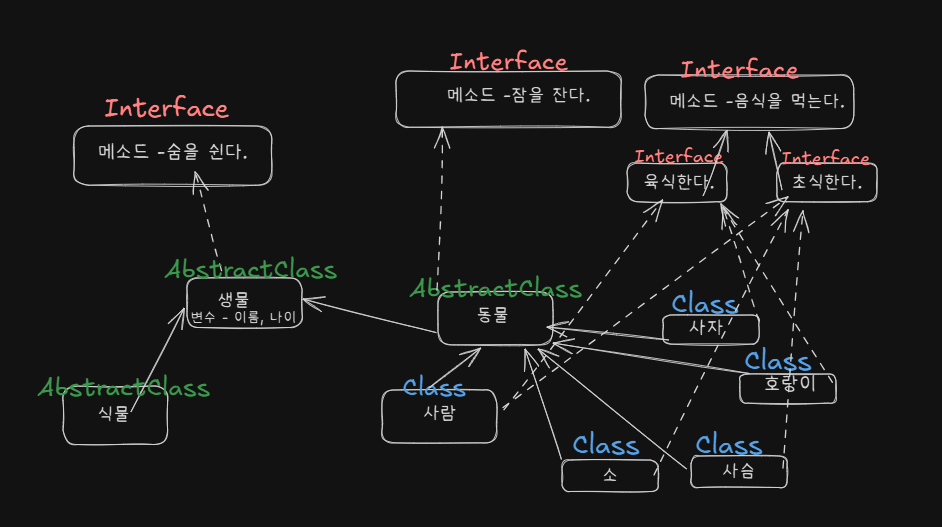 Interface
메소드 -잠을 잔다.
Interface
메소드 -음식을 먹는다.
Interface
메소드 -숨을 쉰다.
Interface
육식한다.
Interface
초식한다.
AbstractClass
생물
변수 - 이름, 나이
AbstractClass
동물
Class
사자
Class
호랑이
AbstractClass
식물
Class
사람
Class
소
Class
사슴